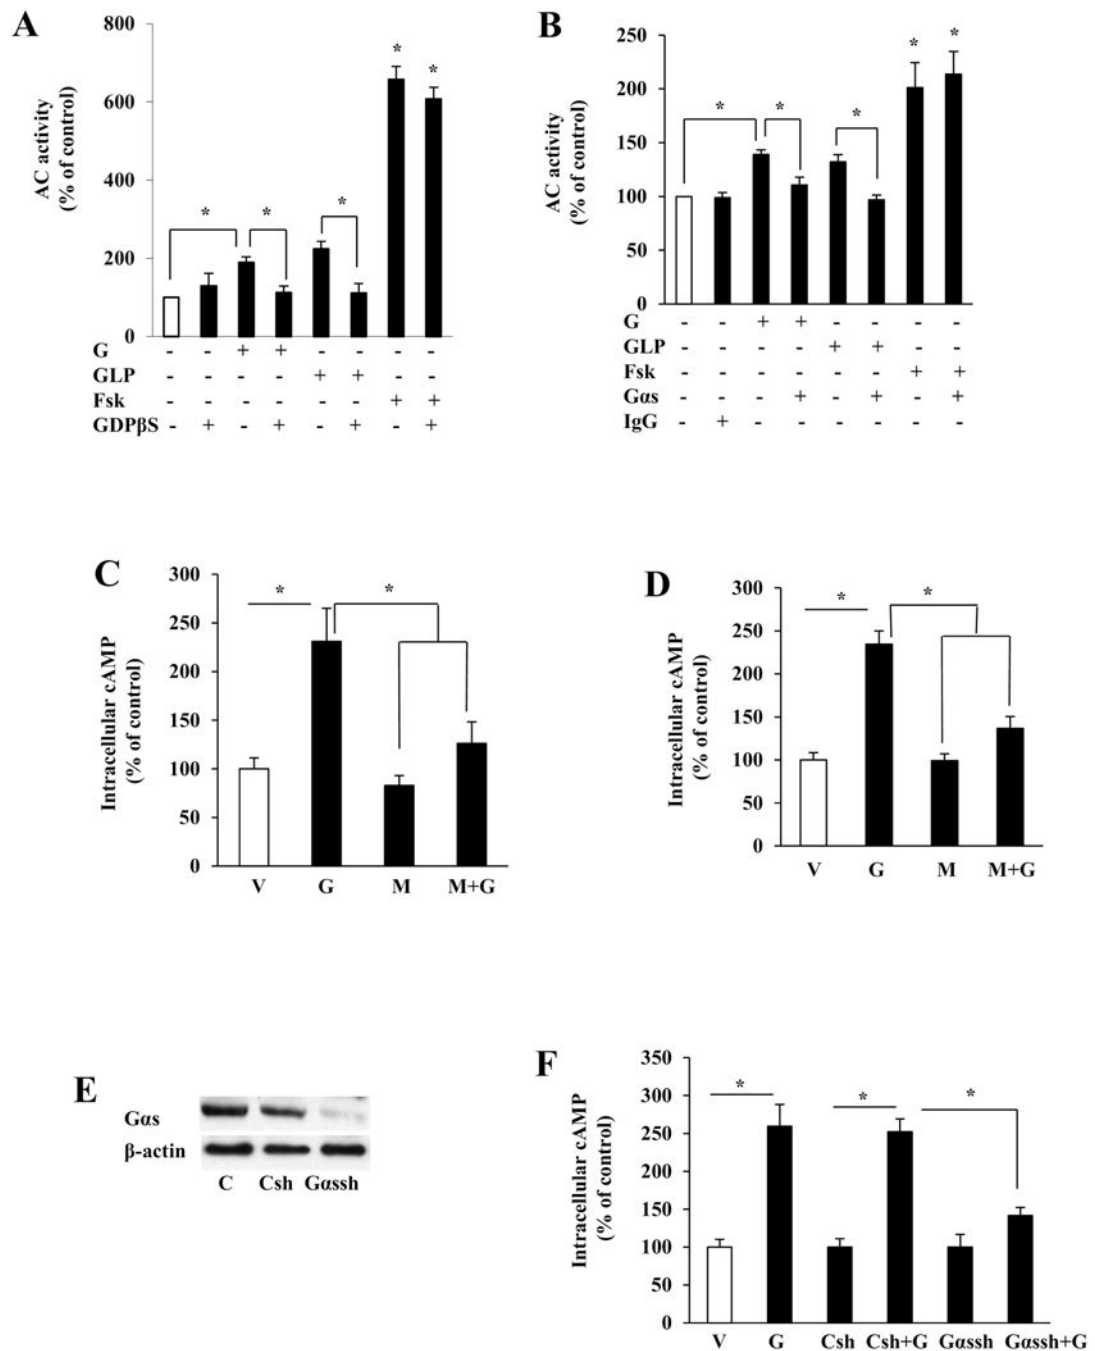 A
AC activity
(% of control)
800
600
400
200
0
* * * * *
G - - + + - - - -
GLP - - - - + + - -
Fsk - - - - - - + +
GDPβS - + - + - + - +
B
AC activity
(% of control)
250
200
150
100
50
0
* * * * *
G - - + + - - - -
GLP - - - - + + - -
Fsk - - - - - - + +
Gαs - - - + - + - +
IgG - + - - - - - -
C
Intracellular cAMP
(% of control)
300
250
200
150
100
50
0
* *
V G M M+G
D
Intracellular cAMP
(% of control)
300
250
200
150
100
50
0
* *
V G M M+G
E
Gαs
β-actin
C Csh Gαssh
F
Intracellular cAMP
(% of control)
350
300
250
200
150
100
50
0
* * *
V G Csh Csh+G Gαssh Gαssh+G